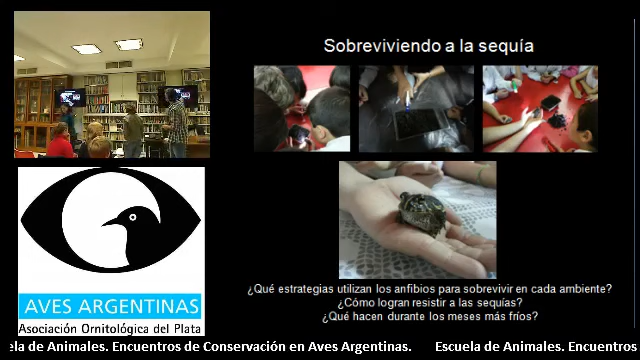 Sobreviviendo a la sequía
¿Qué estrategias utilizan los anfibios para sobrevivir en cada ambiente?
¿Cómo logran resistir a las sequías?
¿Qué hacen durante los meses más fríos?
AVES ARGENTINAS
Asociación Ornitológica del Plata
ela de Animales. Encuentros de Conservación en Aves Argentinas. Escuela de Animales. Encuentros